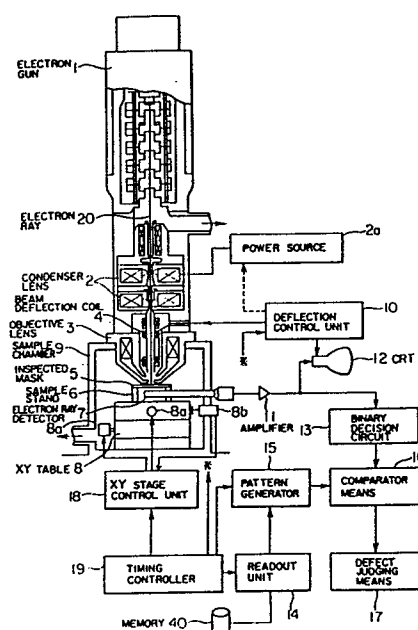 ELECTRON
GUN
1
ELECTRON
RAY
20
2a
POWER SOURCE
CONDENSER
LENS 2
BEAM
DEFLECTION COIL
4
OBJECTIVE
LENS 3
SAMPLE
CHAMBER 9
10
DEFLECTION
CONTROL
UNIT
*
12 CRT
INSPECTED
MASK 5
SAMPLE
STAND 6
ELECTRON RAY
DETECTOR 7
8a
8a
8b
11
AMPLIFIER
13
BINARY
DECISION
CIRCUIT
XY TABLE 8
*
15
16
18
XY STAGE
CONTROL UNIT
PATTERN
GENERATOR
COMPARATOR
MEANS
19
TIMING
CONTROLLER
READOUT
UNIT
DEFECT
JUDGING
MEANS
MEMORY 40
14
17